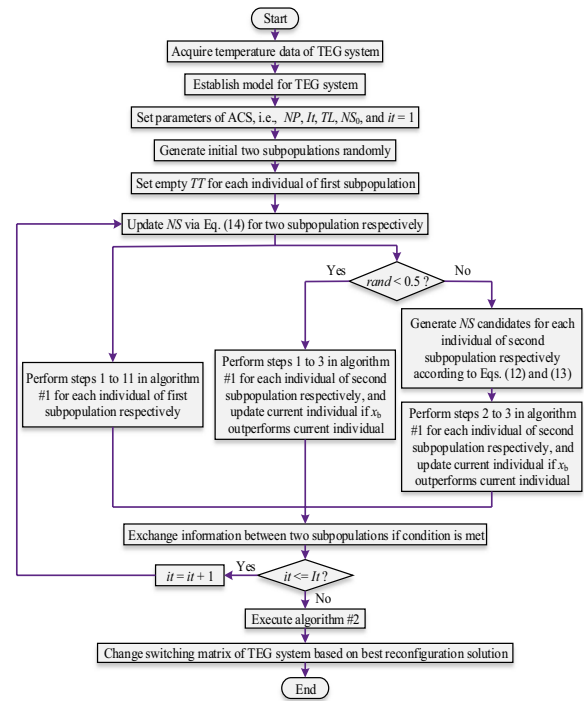 Start
Acquire temperature data of TEG system
Establish model for TEG system
Set parameters of ACS, i.e., NP, It, TL, NS₀, and it = 1
Generate initial two subpopulations randomly
Set empty TT for each individual of first subpopulation
Update NS via Eq. (14) for two subpopulation respectively
Yes
rand < 0.5 ?
No
Perform steps 1 to 11 in algorithm
#1 for each individual of first
subpopulation respectively
Perform steps 1 to 3 in algorithm
#1 for each individual of second
subpopulation respectively, and
update current individual if xb
outperforms current individual
Generate NS candidates for each
individual of second
subpopulation respectively
according to Eqs. (12) and (13)
Perform steps 2 to 3 in algorithm
#1 for each individual of second
subpopulation respectively, and
update current individual if xb
outperforms current individual
Exchange information between two subpopulations if condition is met
it = it + 1
Yes
it <= It ?
No
Execute algorithm #2
Change switching matrix of TEG system based on best reconfiguration solution
End